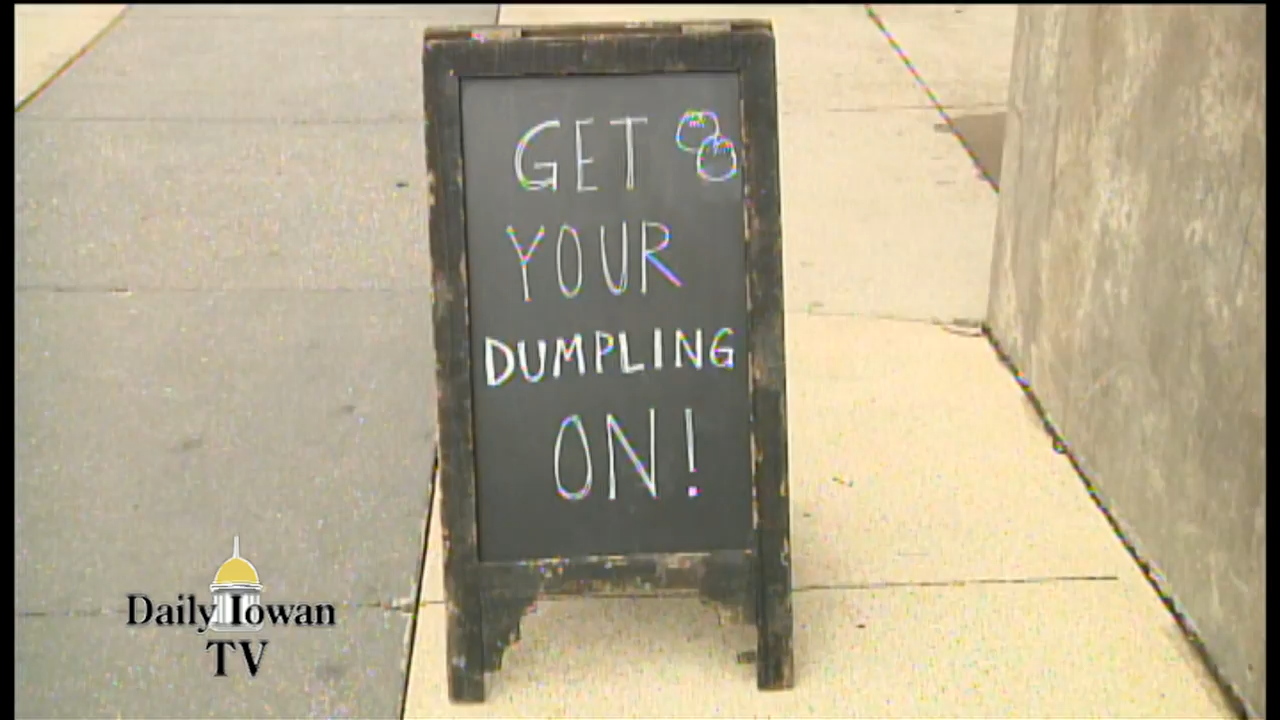 GET
YOUR
DUMPLING
ON!
Daily Iowan
TV